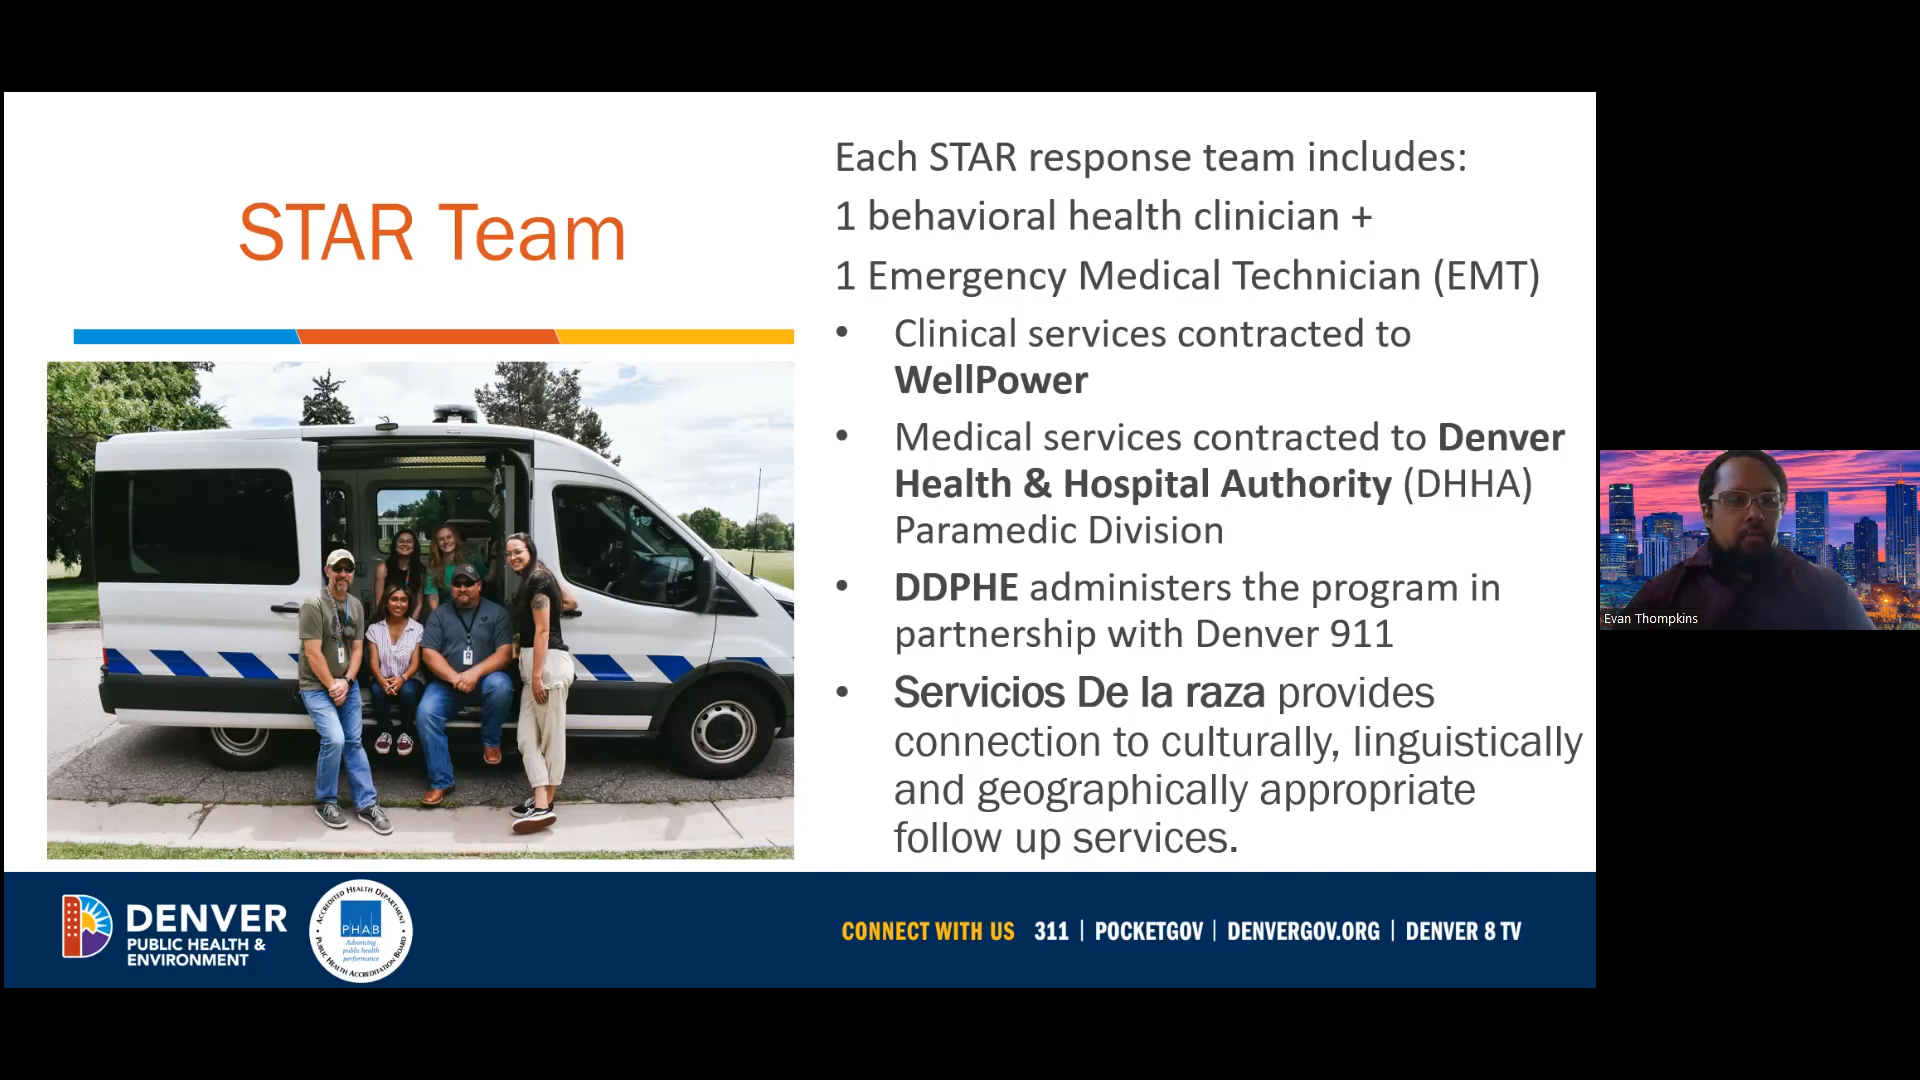 STAR Team
Each STAR response team includes:
1 behavioral health clinician +
1 Emergency Medical Technician (EMT)
• Clinical services contracted to
WellPower
• Medical services contracted to Denver
Health & Hospital Authority (DHHA)
Paramedic Division
• DDPHE administers the program in
partnership with Denver 911
• Servicios De la raza provides
connection to culturally, linguistically
and geographically appropriate
follow up services.
Evan Thompkins
DENVER
PUBLIC HEALTH &
ENVIRONMENT
ACCREDITED HEALTH DEPARTMENT
PUBLIC HEALTH ACCREDITATION BOARD
PHAB
Advancing
public health
performance
CONNECT WITH US 311 | POCKETGOV | DENVERGOV.ORG | DENVER 8 TV